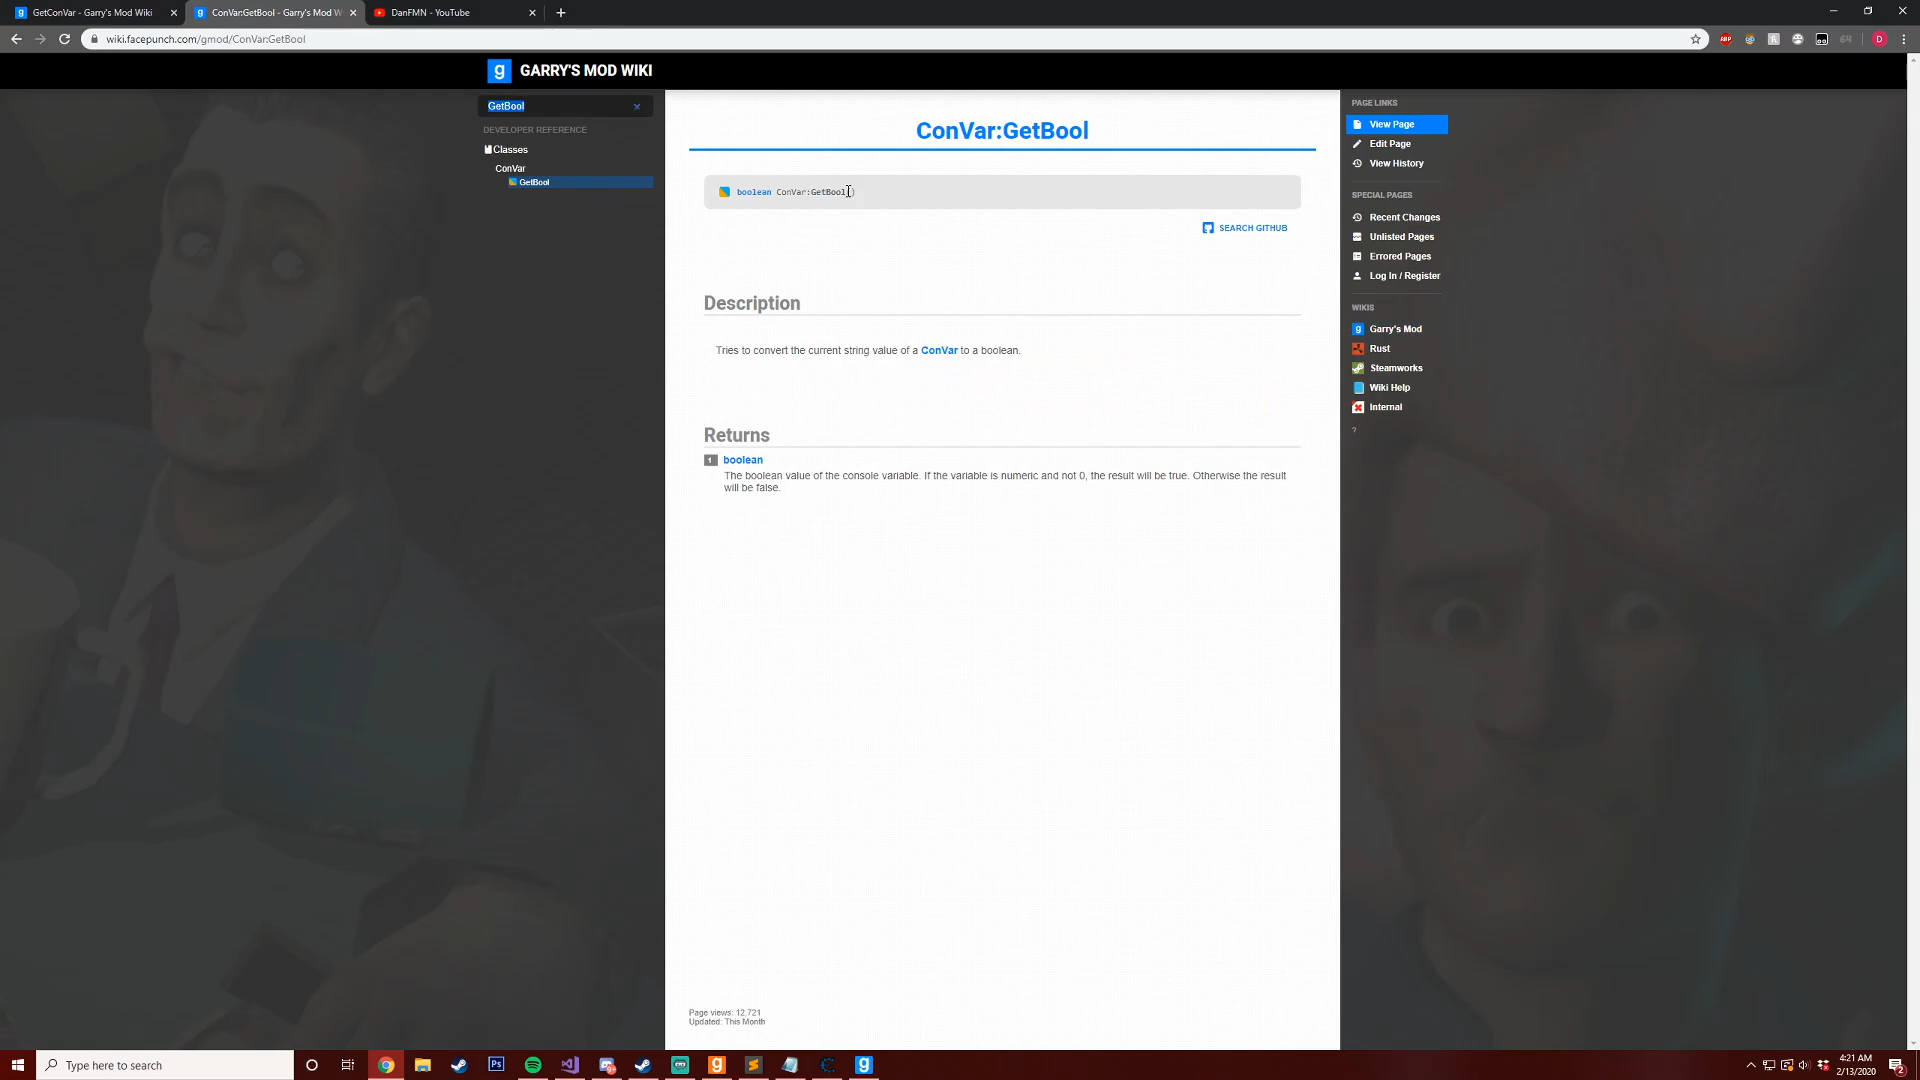 GetConVar - Garry's Mod Wiki
ConVar:GetBool - Garry's Mod W
DanFMN - YouTube
wiki.facepunch.com/gmod/ConVar:GetBool
ABP
64
D
g GARRY'S MOD WIKI
GetBool
DEVELOPER REFERENCE
Classes
ConVar
GetBool
ConVar:GetBool
boolean ConVar:GetBool()
SEARCH GITHUB
Description
Tries to convert the current string value of a ConVar to a boolean.
Returns
1 boolean
The boolean value of the console variable. If the variable is numeric and not 0, the result will be true. Otherwise the result
will be false.
Page views: 12,721
Updated: This Month
PAGE LINKS
View Page
Edit Page
View History
SPECIAL PAGES
Recent Changes
Unlisted Pages
Errored Pages
Log In / Register
WIKIS
Garry's Mod
Rust
Steamworks
Wiki Help
Internal
?
Type here to search
Ps
4:21 AM
2/13/2020
2